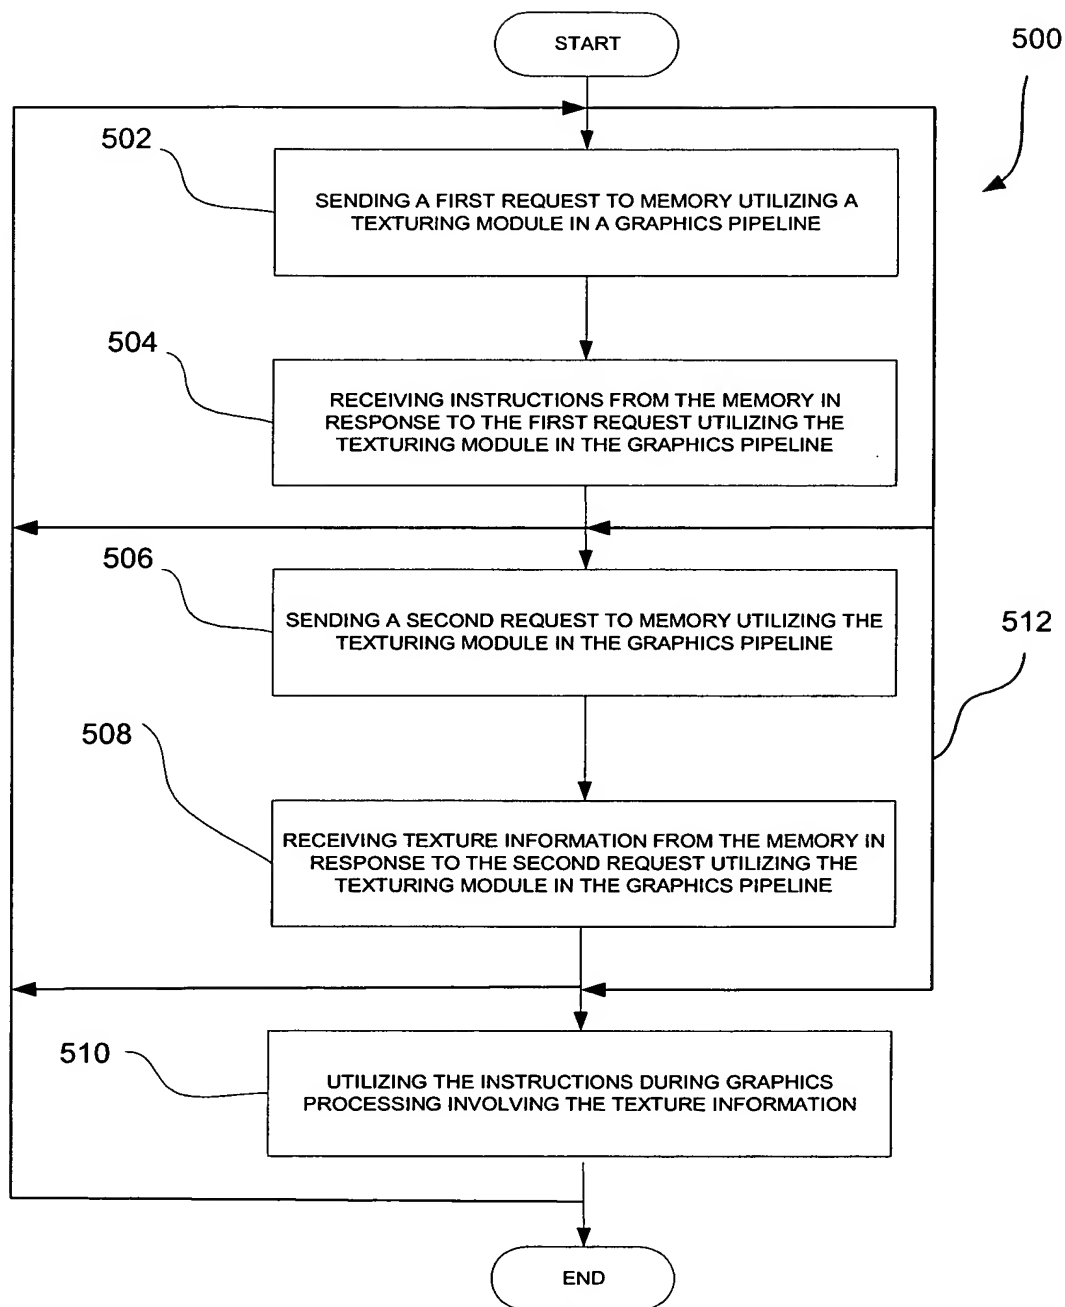 START
500
502
SENDING A FIRST REQUEST TO MEMORY UTILIZING A
TEXTURING MODULE IN A GRAPHICS PIPELINE
504
RECEIVING INSTRUCTIONS FROM THE MEMORY IN
RESPONSE TO THE FIRST REQUEST UTILIZING THE
TEXTURING MODULE IN THE GRAPHICS PIPELINE
506
SENDING A SECOND REQUEST TO MEMORY UTILIZING THE
TEXTURING MODULE IN THE GRAPHICS PIPELINE
512
508
RECEIVING TEXTURE INFORMATION FROM THE MEMORY IN
RESPONSE TO THE SECOND REQUEST UTILIZING THE
TEXTURING MODULE IN THE GRAPHICS PIPELINE
510
UTILIZING THE INSTRUCTIONS DURING GRAPHICS
PROCESSING INVOLVING THE TEXTURE INFORMATION
END